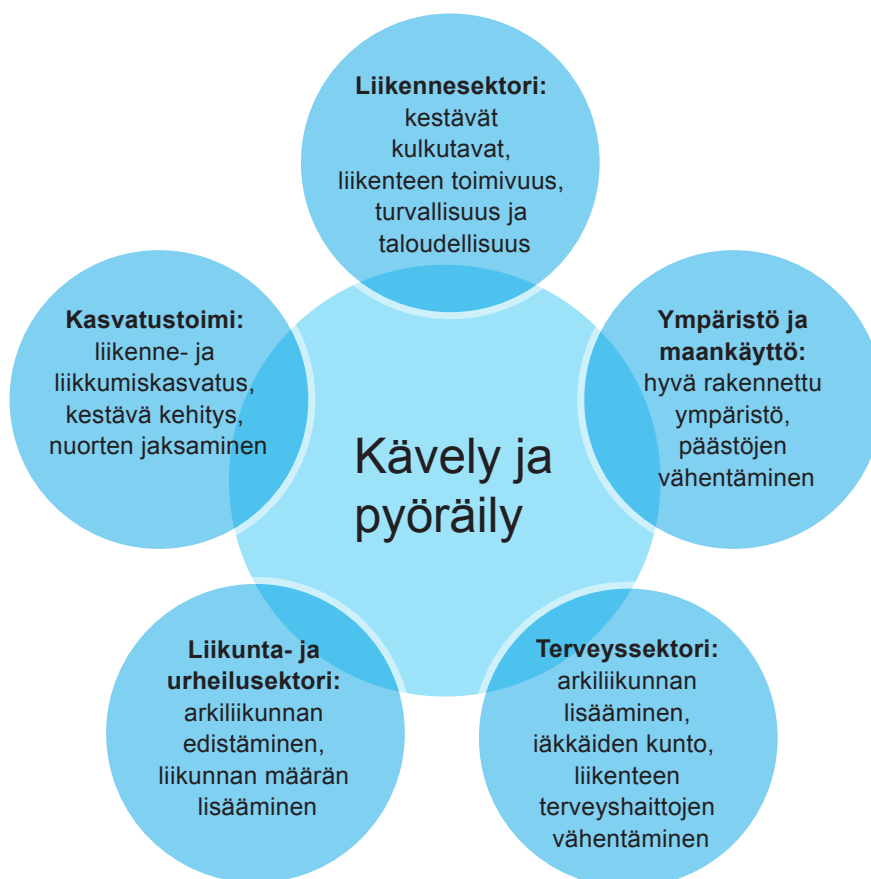 Liikennesektori:
kestävät
kulkutavat,
liikenteen toimivuus,
turvallisuus ja
taloudellisuus
Kasvatustoimi:
liikenne- ja
liikkumiskasvatus,
kestävä kehitys,
nuorten jaksaminen
Ympäristö ja
maankäyttö:
hyvä rakennettu
ympäristö,
päästöjen
vähentäminen
Kävely ja
pyöräily
Liikunta- ja
urheilusektori:
arkiliikunnan
edistäminen,
liikunnan määrän
lisääminen
Terveyssektori:
arkiliikunnan
lisääminen,
iäkkäiden kunto,
liikenteen
terveyshaittojen
vähentäminen